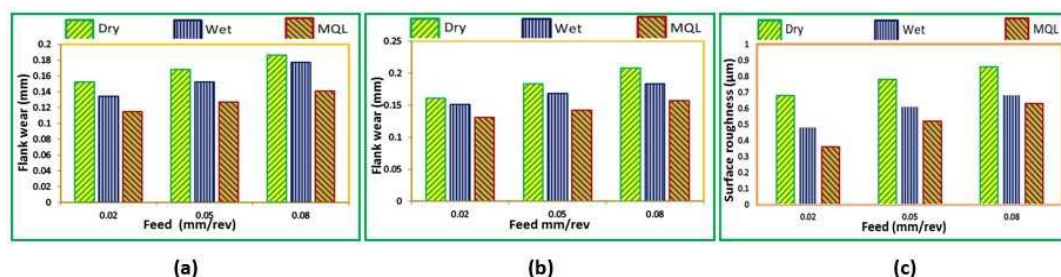 Dry Wet MQL
Flank wear (mm)
0.2
0.18
0.16
0.14
0.12
0.1
0.08
0.06
0.04
0.02
0
0.02 0.05 0.08
Feed (mm/rev)
(a)
Dry Wet MQL
Flank wear (mm)
0.25
0.2
0.15
0.1
0.05
0
0.02 0.05 0.08
Feed mm/rev)
(b)
Dry Wet MQL
Surface roughness (µm)
1
0.9
0.8
0.7
0.6
0.5
0.4
0.3
0.2
0.1
0
0.02 0.05 0.08
Feed (mm/rev)
(c)